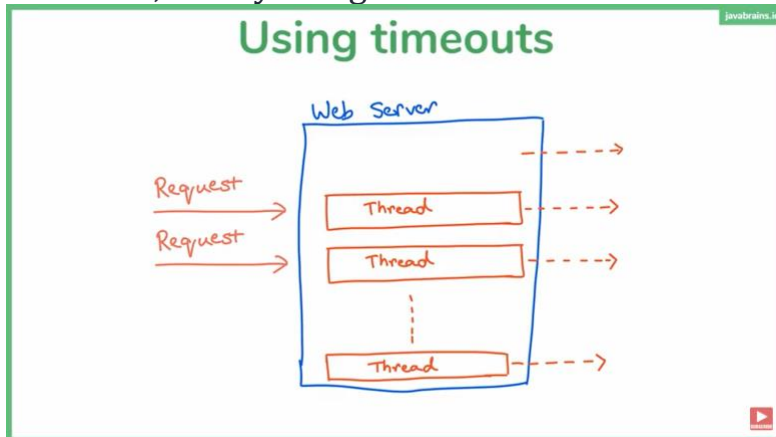 javabrains.i
Using timeouts
Web Server
Request
Thread
Request
Thread
Thread